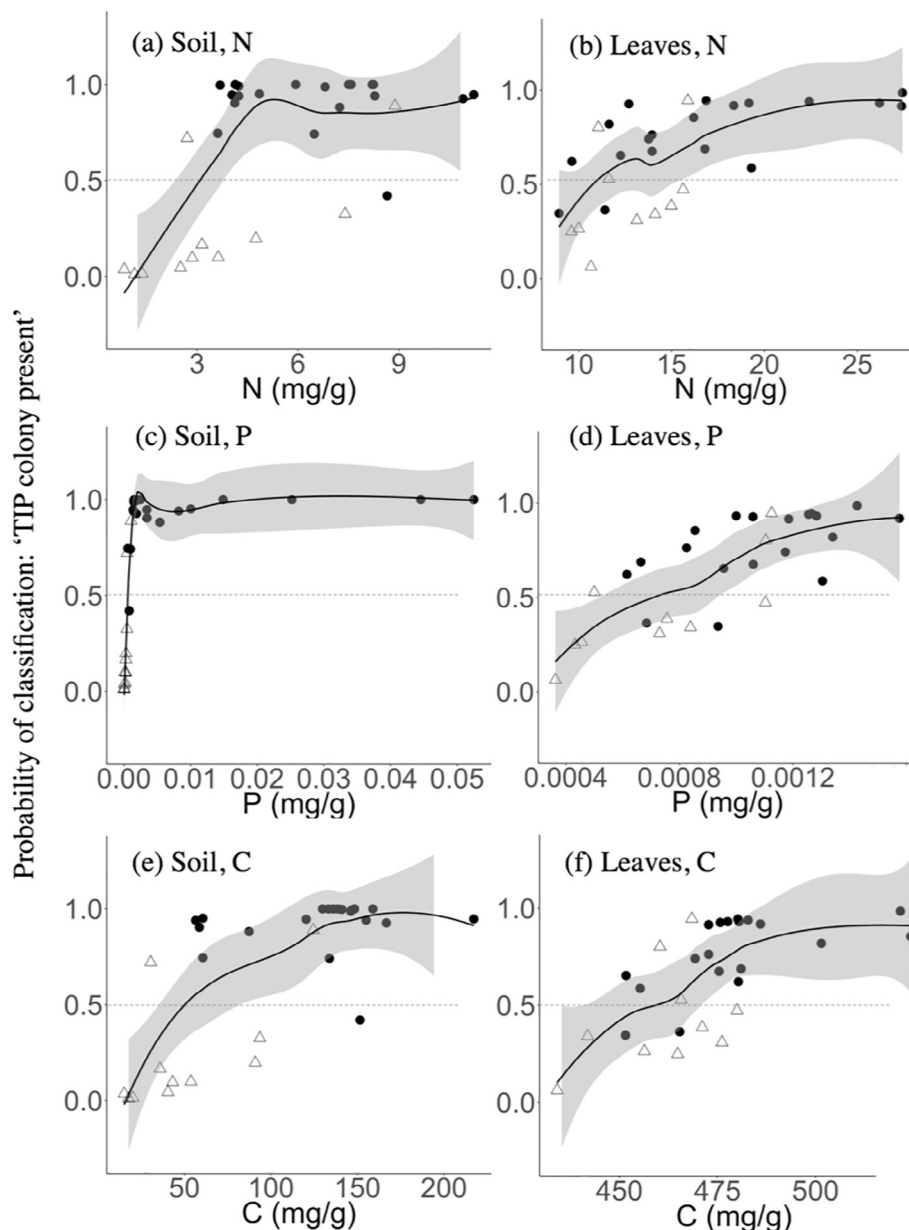 Probability of classification: ‘TIP colony present’
(a) Soil, N
1.0
0.5
0.0
3 6 9
N (mg/g)
(b) Leaves, N
1.0
0.5
0.0
10 15 20 25
N (mg/g)
(c) Soil, P
1.0
0.5
0.0
0.000 0.01 0.02 0.03 0.04 0.05
P (mg/g)
(d) Leaves, P
1.0
0.5
0.0
0.0004 0.0008 0.0012
P (mg/g)
(e) Soil, C
1.0
0.5
0.0
50 100 150 200
C (mg/g)
(f) Leaves, C
1.0
0.5
0.0
450 475 500
C (mg/g)